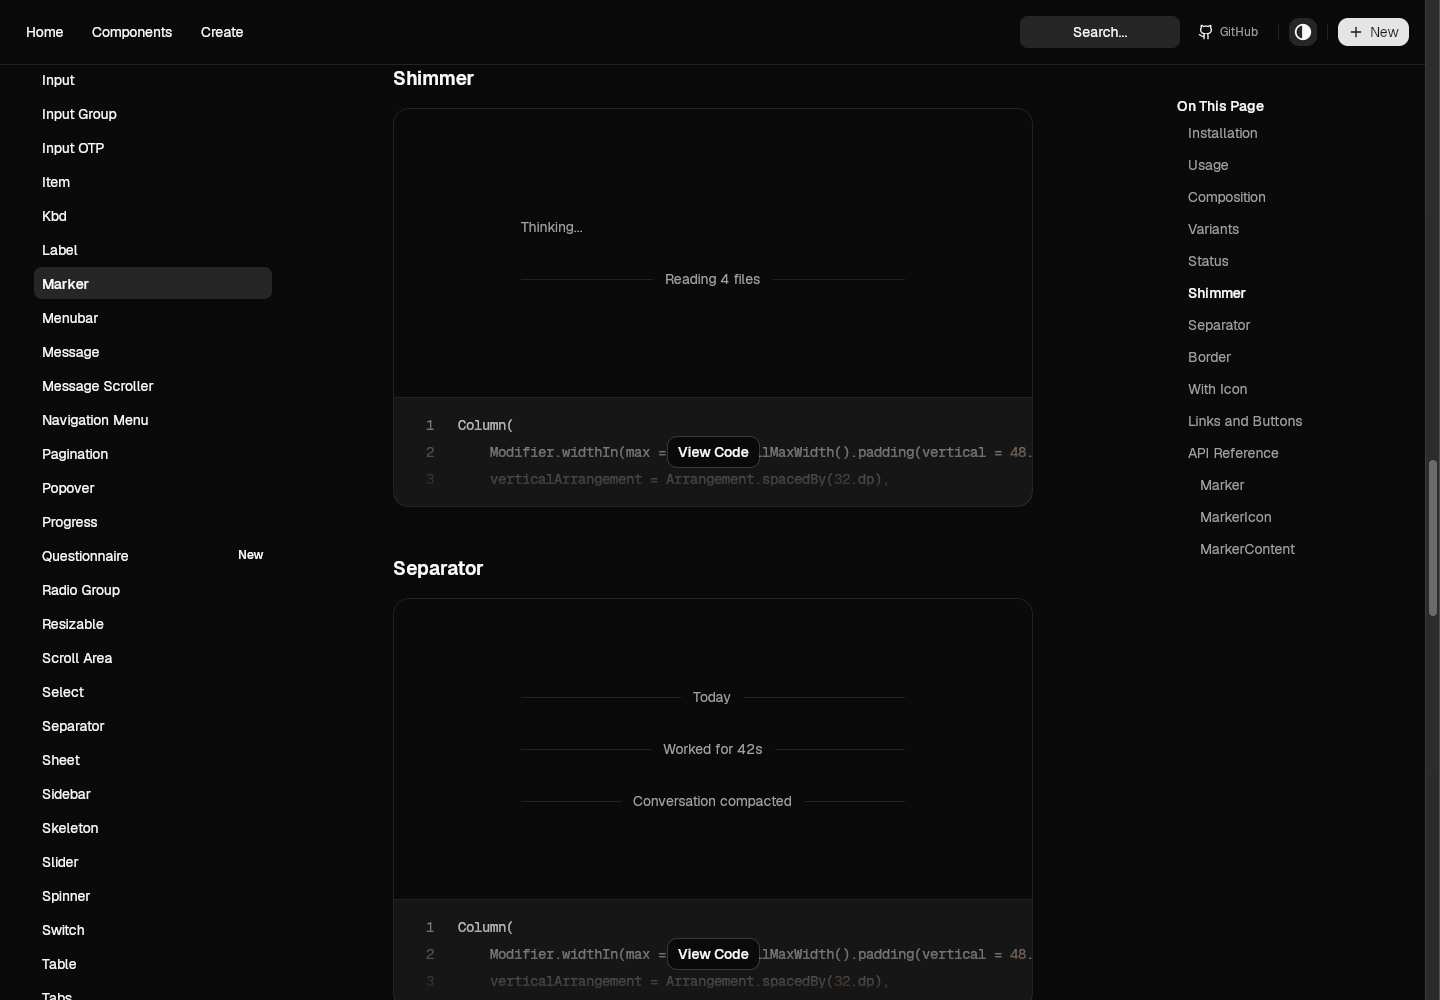 Home
Components
Create
Search...
GitHub
New
Input
Input Group
Input OTP
Item
Kbd
Label
Marker
Menubar
Message
Message Scroller
Navigation Menu
Pagination
Popover
Progress
Questionnaire
New
Radio Group
Resizable
Scroll Area
Select
Separator
Sheet
Sidebar
Skeleton
Slider
Spinner
Switch
Table
Tabs
Shimmer
Thinking...
Reading 4 files
1 Column(
2 Modifier.widthIn(max = lMaxWidth().padding(vertical = 48.
View Code
3 verticalArrangement = Arrangement.spacedBy(32.dp),
Separator
Today
Worked for 42s
Conversation compacted
1 Column(
2 Modifier.widthIn(max = lMaxWidth().padding(vertical = 48.
View Code
3 verticalArrangement = Arrangement.spacedBy(32.dp),
On This Page
Installation
Usage
Composition
Variants
Status
Shimmer
Separator
Border
With Icon
Links and Buttons
API Reference
Marker
MarkerIcon
MarkerContent